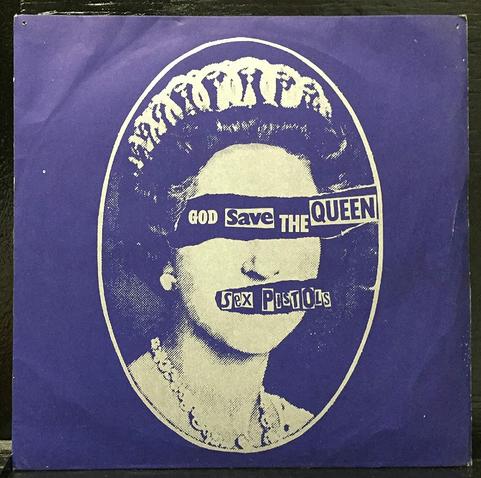 GOD Save THE QUEEN
SEX PISTOLS